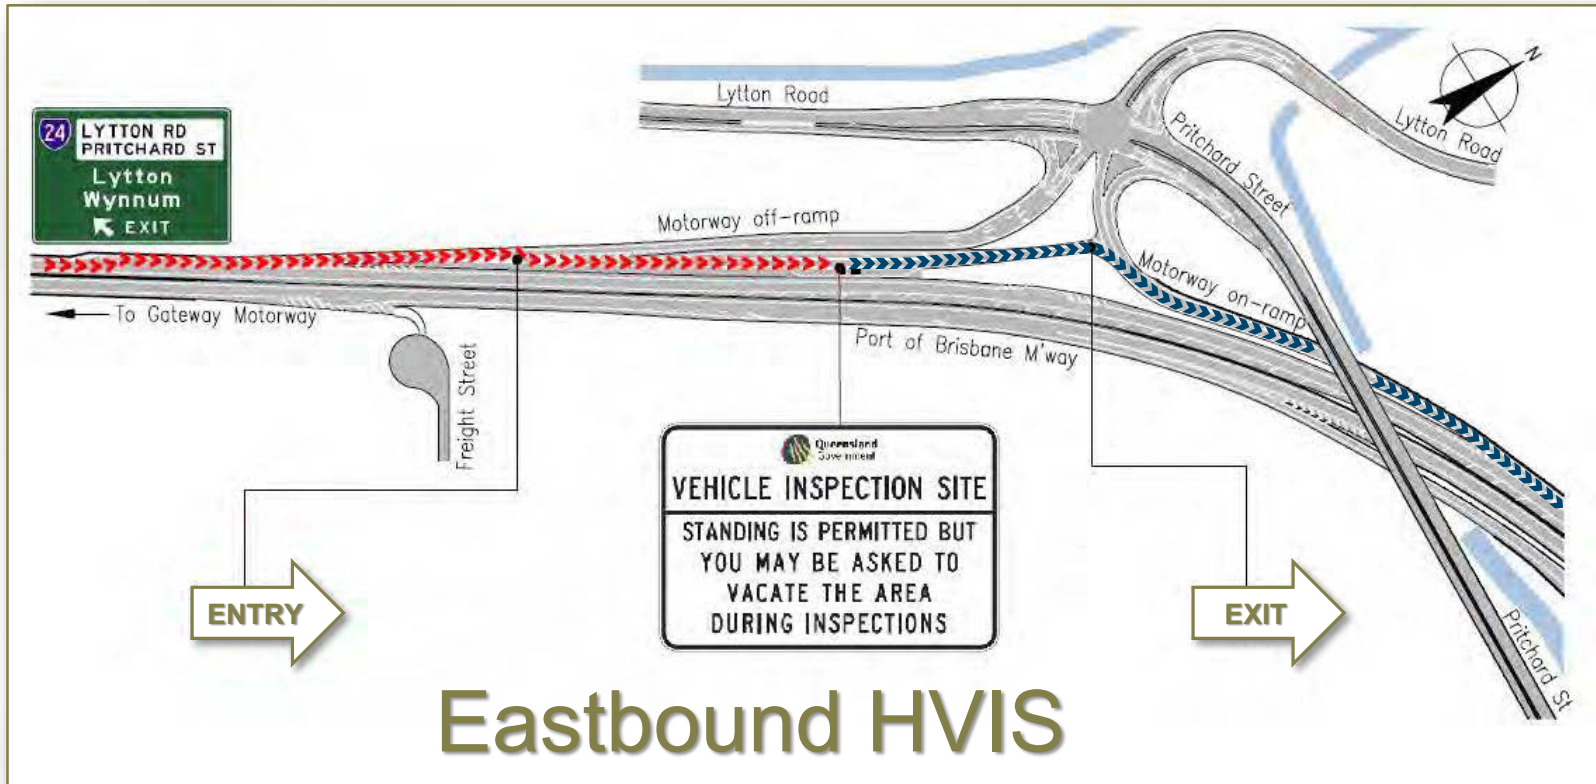 N
Lytton Road
24
LYTTON RD
PRITCHARD ST
Lytton
Wynnum
EXIT
Pritchard Street
Lytton Road
Motorway off-ramp
Motorway on-ramp
To Gateway Motorway
Port of Brisbane M'way
Freight Street
Queensland
Government
VEHICLE INSPECTION SITE
STANDING IS PERMITTED BUT
YOU MAY BE ASKED TO
VACATE THE AREA
DURING INSPECTIONS
ENTRY
EXIT
Pritchard St
Eastbound HVIS